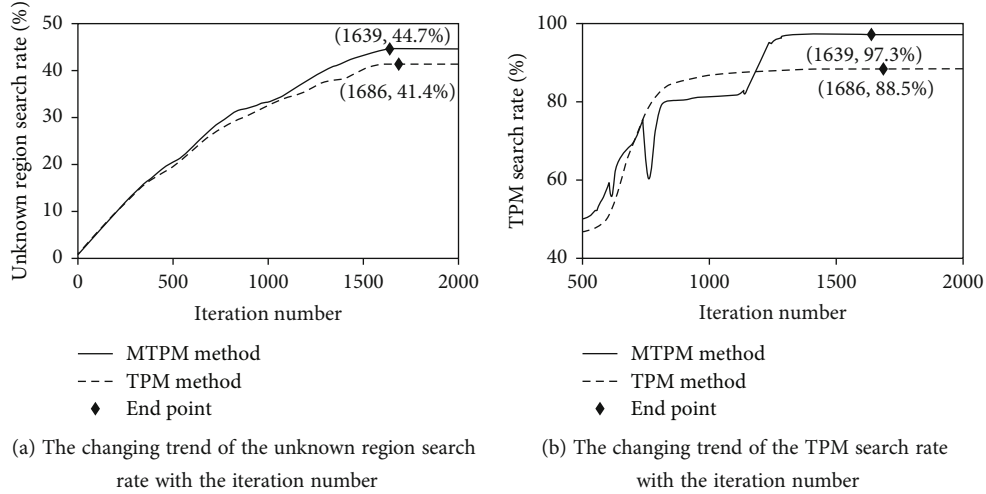 50
40
30
20
10
0
Unknown region search rate (%)
(1639, 44.7%)
(1686, 41.4%)
0
500
1000
1500
2000
Iteration number
MTPM method
TPM method
End point
(a) The changing trend of the unknown region search
rate with the iteration number
100
80
60
40
TPM search rate (%)
(1639, 97.3%)
(1686, 88.5%)
500
1000
1500
2000
Iteration number
MTPM method
TPM method
End point
(b) The changing trend of the TPM search rate
with the iteration number